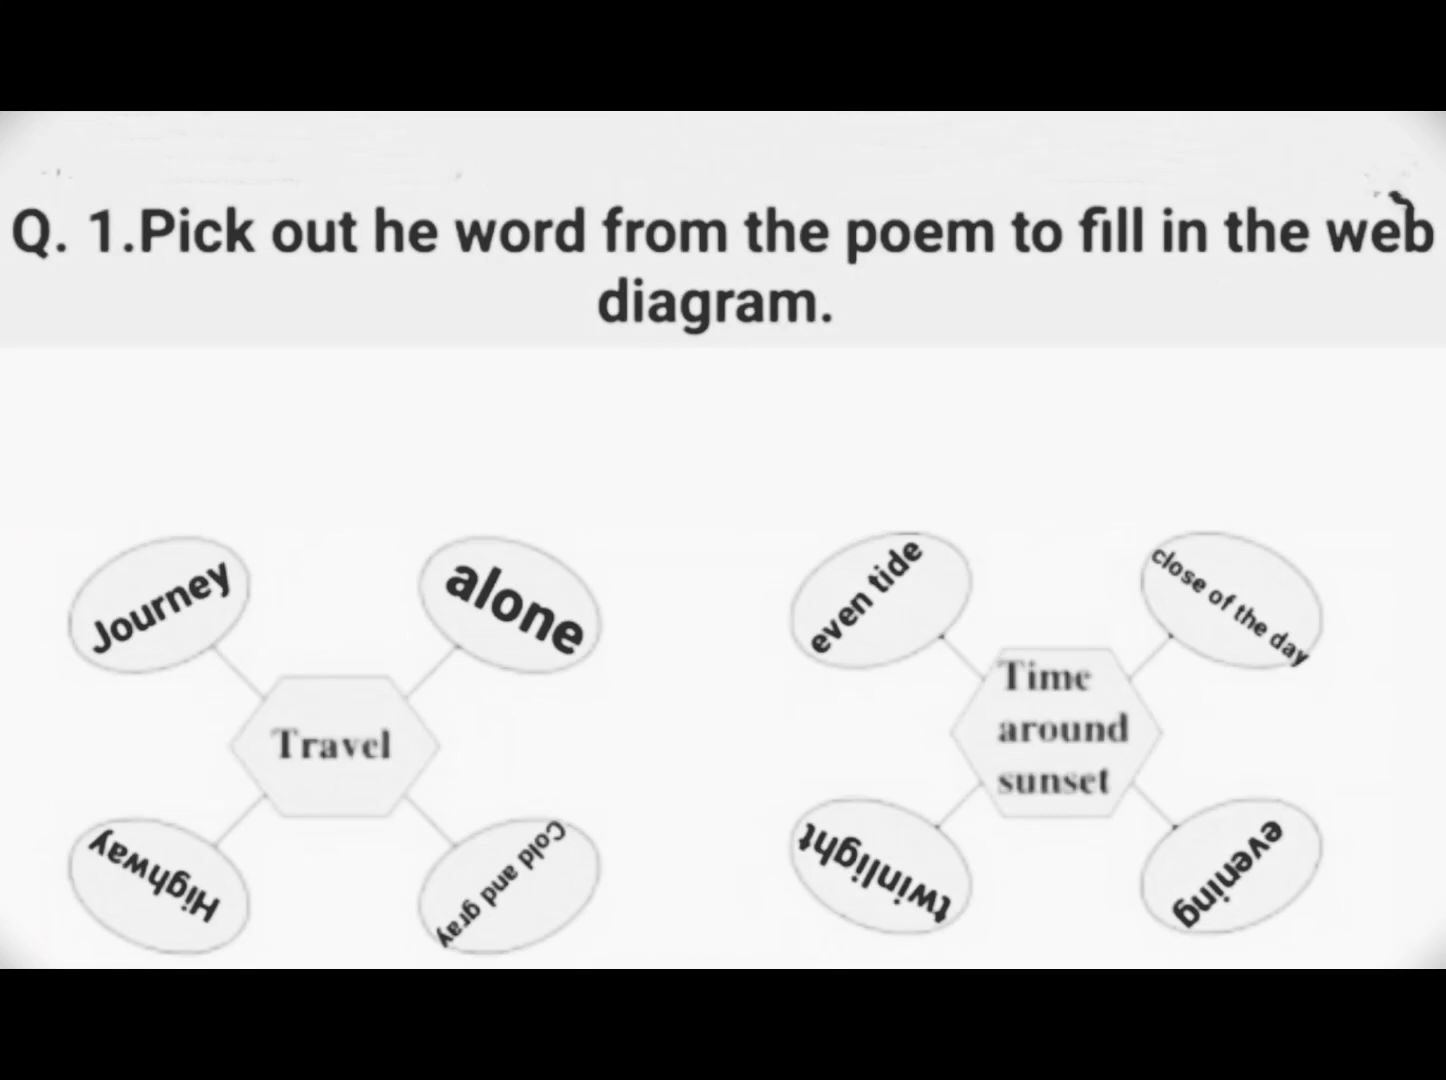 Q. 1.Pick out he word from the poem to fill in the web
diagram.
Journey
alone
Travel
Highway
Cold and gray
even tide
close of the day
Time
around
sunset
twinlight
evening